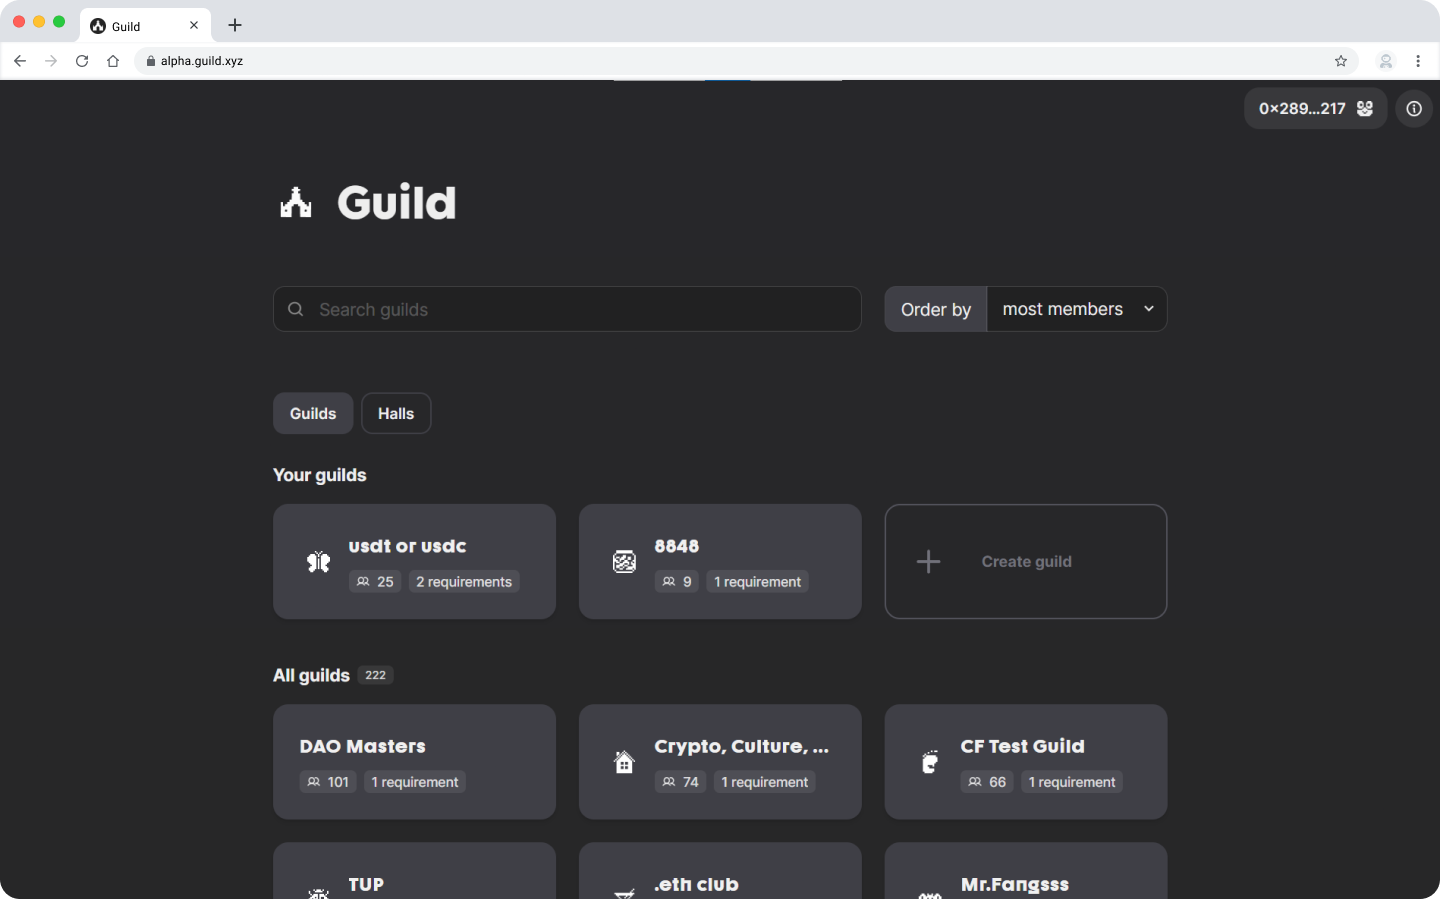 Guild
alpha.guild.xyz
0×289...217
Guild
Search guilds
Order by
most members
Guilds
Halls
Your guilds
usdt or usdc
25
2 requirements
8848
9
1 requirement
Create guild
All guilds 222
DAO Masters
101
1 requirement
Crypto, Culture, ...
74
1 requirement
CF Test Guild
66
1 requirement
TUP
.eth club
Mr.Fangsss